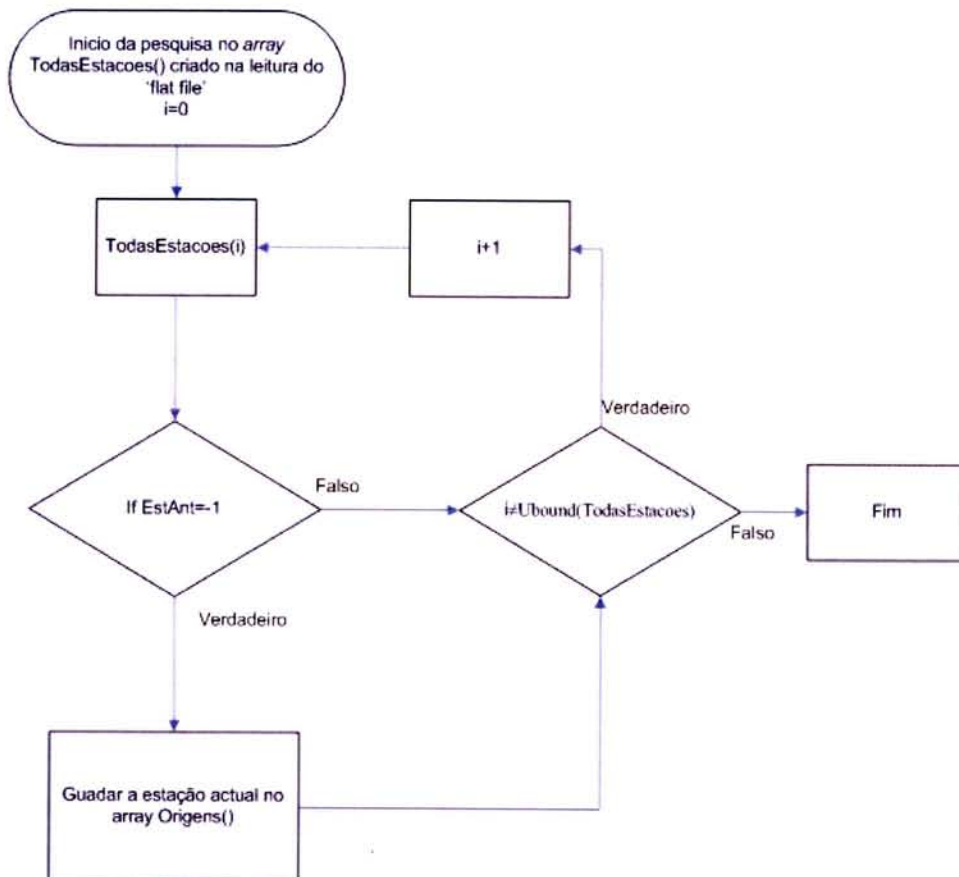 Inicio da pesquisa no array
TodasEstacoes() criado na leitura do
'flat file'
i=0
TodasEstacoes(i)
i+1
Verdadeiro
If EstAnt=-1
Falso
i≠Ubound(TodasEstacoes)
Falso
Fim
Verdadeiro
Guadar a estação actual no
array Origens()